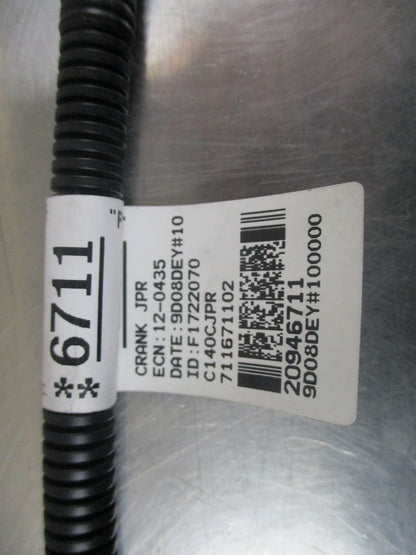 **6711
"P"
CRANK JPR
ECN:12-0435
DATE:9D08DEY#10
ID:F1722070
C140CJPR
711671102
20946711
9D08DEY#100000